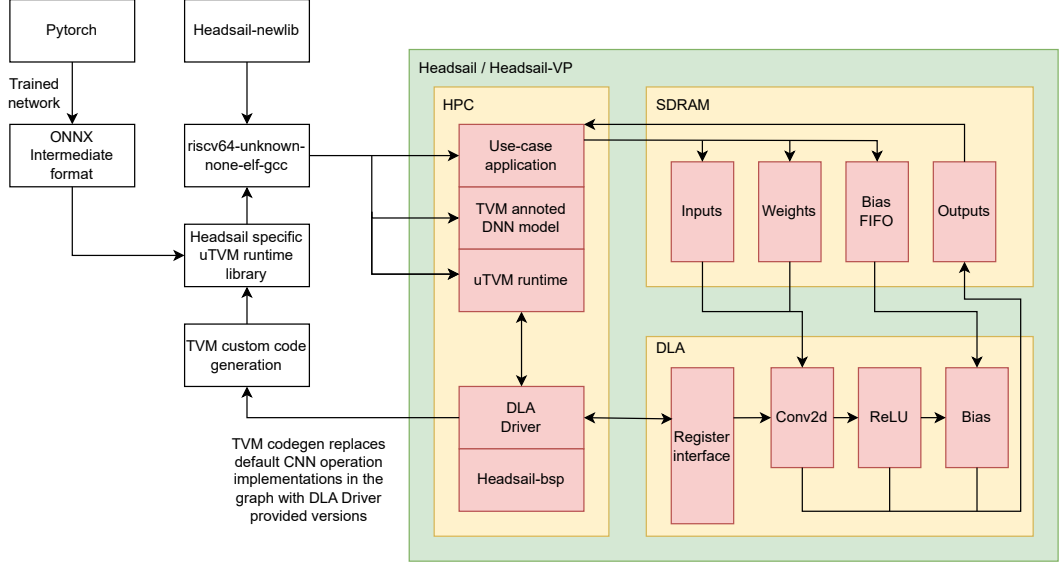 Pytorch
Headsail-newlib
Trained
network
ONNX
Intermediate
format
riscv64-unknown-
none-elf-gcc
Headsail specific
uTVM runtime
library
TVM custom code
generation
TVM codegen replaces
default CNN operation
implementations in the
graph with DLA Driver
provided versions
Headsail / Headsail-VP
HPC
Use-case
application
TVM annoted
DNN model
uTVM runtime
DLA
Driver
Headsail-bsp
SDRAM
Inputs
Weights
Bias
FIFO
Outputs
DLA
Register
interface
Conv2d
ReLU
Bias